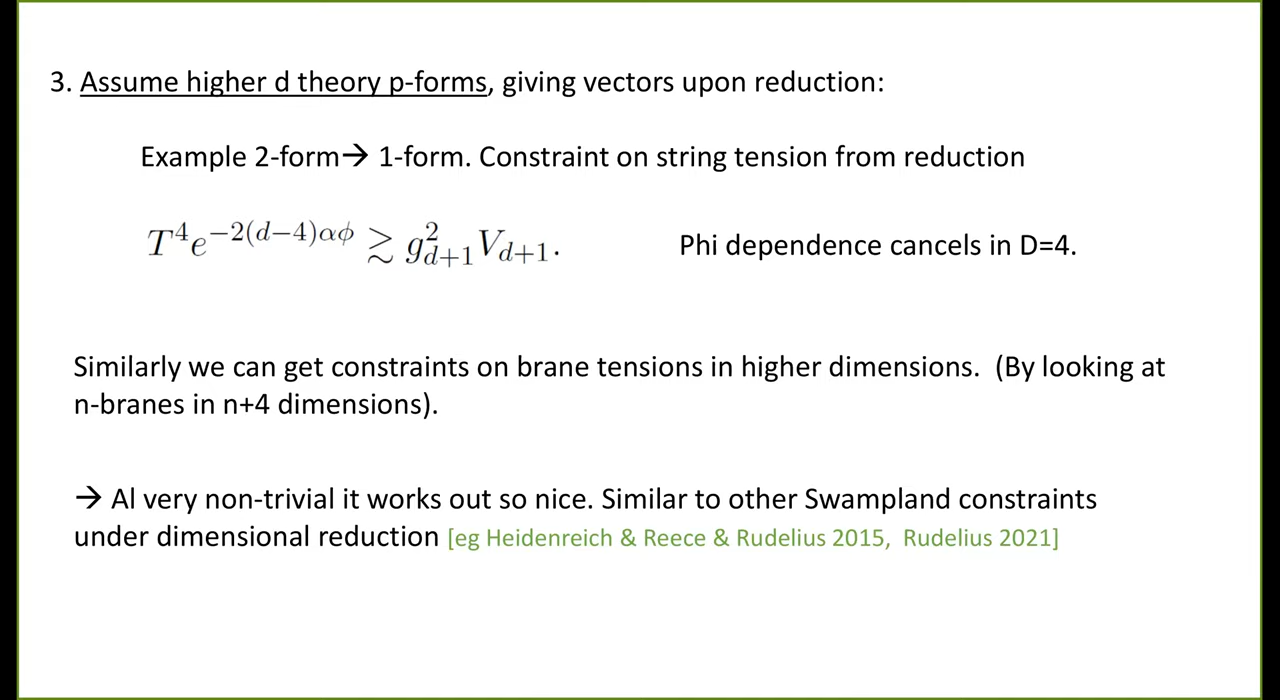 3. Assume higher d theory p-forms, giving vectors upon reduction:
Example 2-form→ 1-form. Constraint on string tension from reduction
T^4 e^{-2(d-4)αϕ} ≳ g^2_{d+1} V_{d+1}.
Phi dependence cancels in D=4.
Similarly we can get constraints on brane tensions in higher dimensions. (By looking at
n-branes in n+4 dimensions).
→ Al very non-trivial it works out so nice. Similar to other Swampland constraints
under dimensional reduction [eg Heidenreich & Reece & Rudelius 2015, Rudelius 2021]